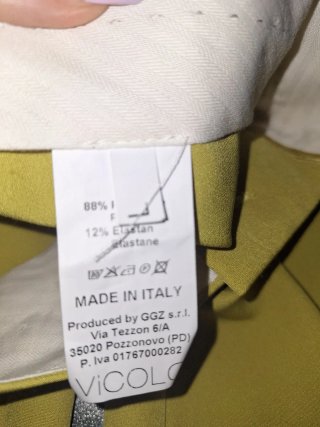 88%
12% Elastan
elastane
MADE IN ITALY
Produced by GGZ s.r.l.
Via Tezzon 6/A
35020 Pozzonovo (PD)
P. Iva 01767000282
ViCOLO